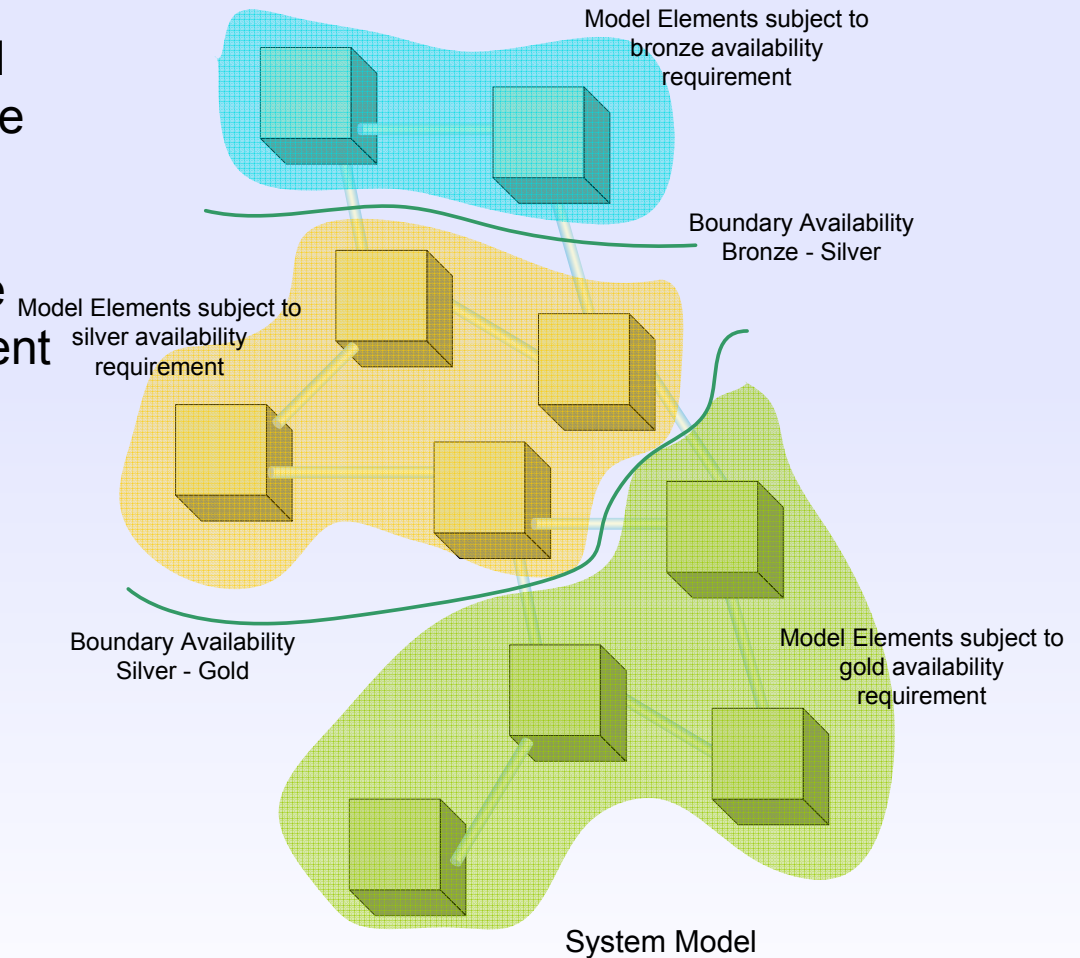 Model Elements subject to
bronze availability
requirement
Boundary Availability
Bronze - Silver
Model Elements subject to
silver availability
requirement
Boundary Availability
Silver - Gold
Model Elements subject to
gold availability
requirement
System Model